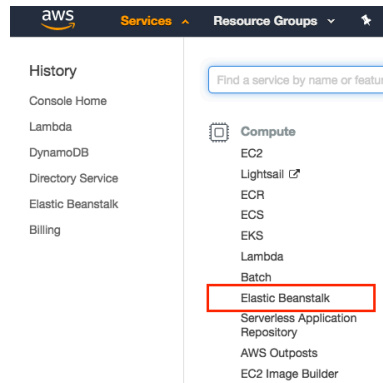 aws Services Resource Groups
History
Console Home
Lambda
DynamoDB
Directory Service
Elastic Beanstalk
Billing
Find a service by name or featur
Compute
EC2
Lightsail
ECR
ECS
EKS
Lambda
Batch
Elastic Beanstalk
Serverless Application
Repository
AWS Outposts
EC2 Image Builder